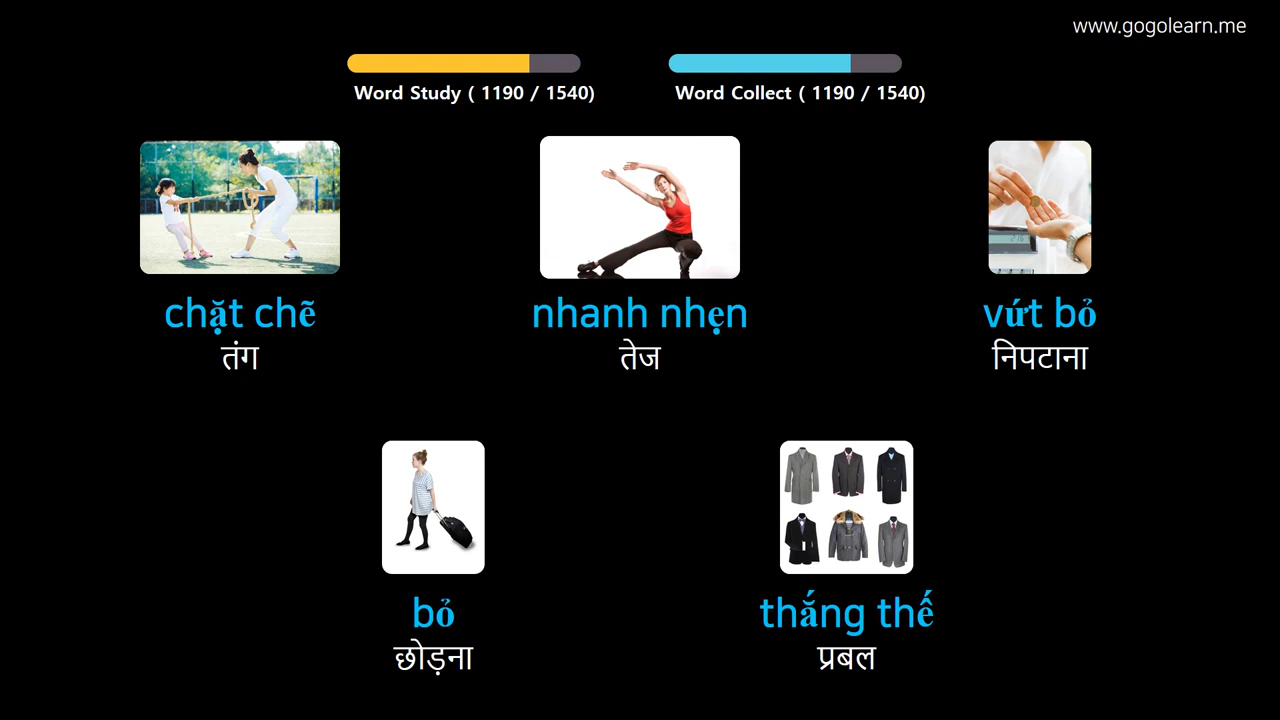 www.gogolearn.me
Word Study ( 1190 / 1540)
Word Collect ( 1190 / 1540)
chặt chẽ
तंग
nhanh nhẹn
तेज
vứt bỏ
निपटाना
bỏ
छोड़ना
thắng thế
प्रबल